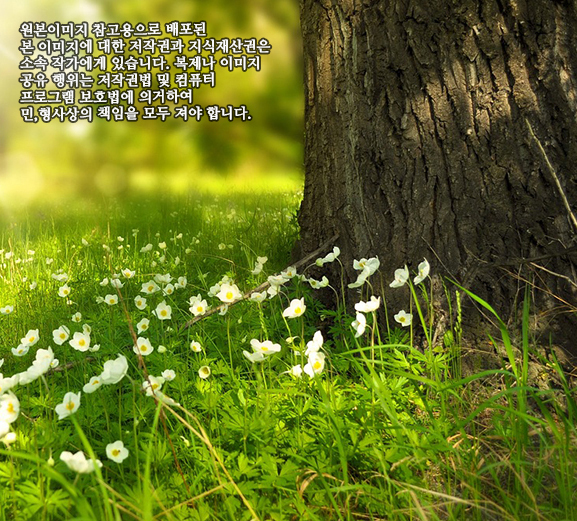 원본이미지 참고용으로 배포된
본 이미지에 대한 저작권과 지식재산권은
소속 작가에게 있습니다. 복제나 이미지
공유 행위는 저작권법 및 컴퓨터
프로그램 보호법에 의거하여
민,형사상의 책임을 모두 져야 합니다.